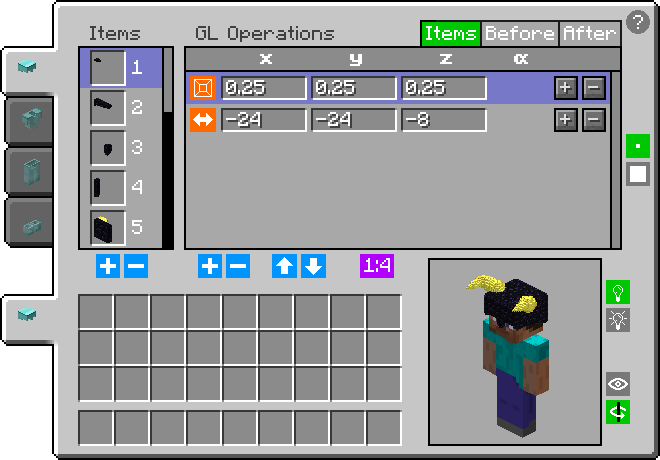 Items GL Operations Items Before After ?
x y z α
1
0.25 0.25 0.25 + −
2
-24 -24 -8 + −
3
4
5
+ − + − 1:4